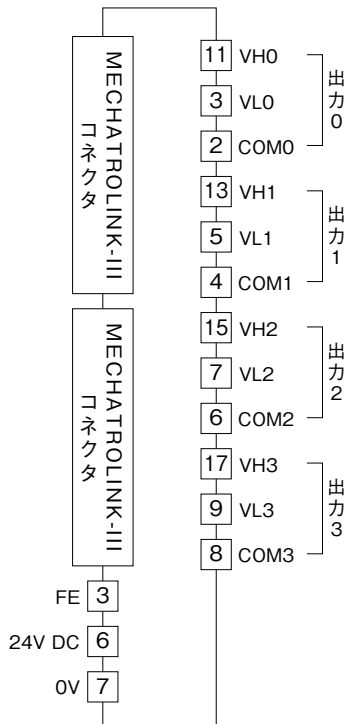 MECHATROLINK-III
コネクタ
MECHATROLINK-III
コネクタ
FE 3
24V DC 6
0V 7
11 VH0
3 VL0
2 COM0
出力0
13 VH1
5 VL1
4 COM1
出力1
15 VH2
7 VL2
6 COM2
出力2
17 VH3
9 VL3
8 COM3
出力3